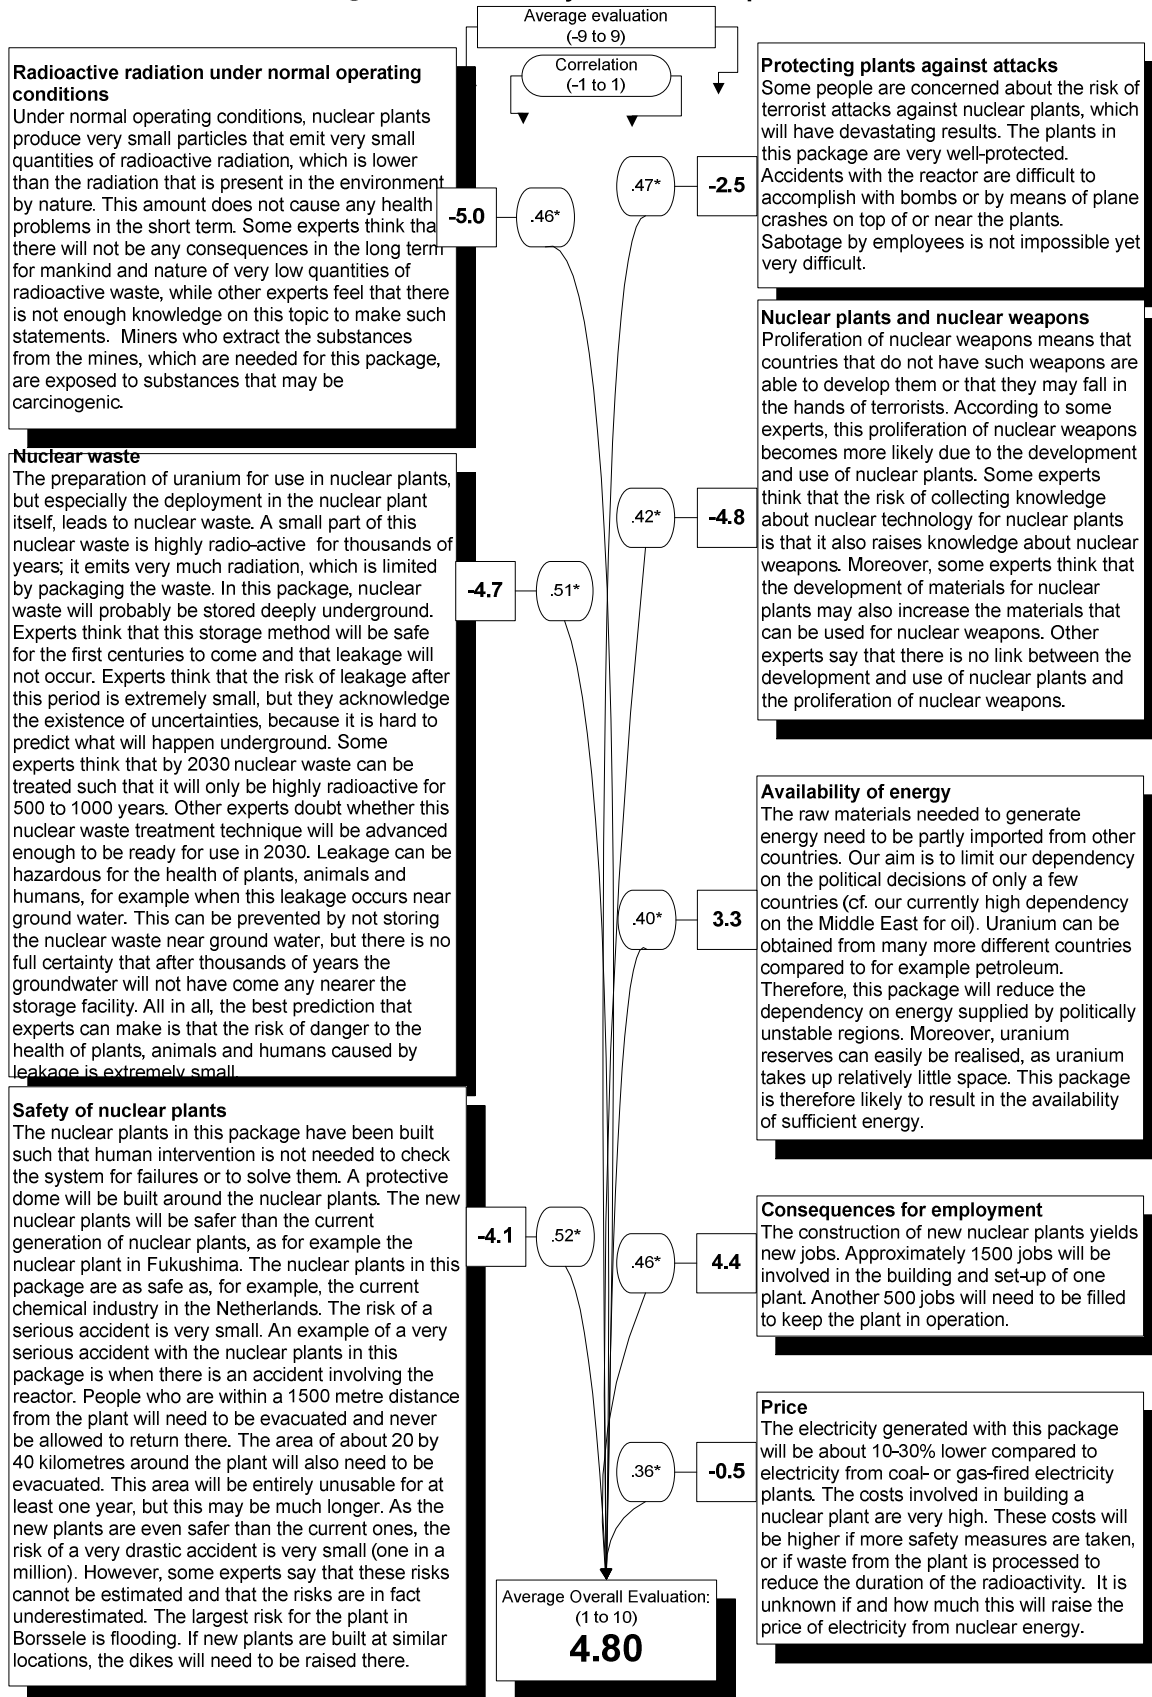 Average evaluation
(-9 to 9)
Correlation
(-1 to 1)
Radioactive radiation under normal operating
conditions
Under normal operating conditions, nuclear plants
produce very small particles that emit very small
quantities of radioactive radiation, which is lower
than the radiation that is present in the environment
by nature. This amount does not cause any health
problems in the short term. Some experts think
there will not be any consequences in the long term
for mankind and nature of very low quantities of
radioactive waste, while other experts feel that there
is not enough knowledge on this topic to make such
statements. Miners who extract the substances
from the mines, which are needed for this package,
are exposed to substances that may be
carcinogenic.
-5.0
.46*
Nuclear waste
The preparation of uranium for use in nuclear plants,
but especially the deployment in the nuclear plant
itself, leads to nuclear waste. A small part of this
nuclear waste is highly radio-active for thousands of
years; it emits very much radiation, which is limited
by packaging the waste. In this package, nuclear
waste will probably be stored deeply underground.
Experts think that this storage method will be safe
for the first centuries to come and that leakage will
not occur. Experts think that the risk of leakage after
this period is extremely small, but they acknowledge
the existence of uncertainties, because it is hard to
predict what will happen underground. Some
experts think that by 2030 nuclear waste can be
treated such that it will only be highly radioactive for
500 to 1000 years. Other experts doubt whether this
nuclear waste treatment technique will be advanced
enough to be ready for use in 2030. Leakage can be
hazardous for the health of plants, animals and
humans, for example when this leakage occurs near
ground water. This can be prevented by not storing
the nuclear waste near ground water, but there is no
full certainty that after thousands of years the
groundwater will not have come any nearer the
storage facility. All in all, the best prediction that
experts can make is that the risk of danger to the
health of plants, animals and humans caused by
leakage is extremely small.
-4.7
.51*
Safety of nuclear plants
The nuclear plants in this package have been built
such that human intervention is not needed to check
the system for failures or to solve them. A protective
dome will be built around the nuclear plants. The new
nuclear plants will be safer than the current
generation of nuclear plants, as for example the
nuclear plant in Fukushima. The nuclear plants in this
package are as safe as, for example, the current
chemical industry in the Netherlands. The risk of a
serious accident is very small. An example of a very
serious accident with the nuclear plants in this
package is when there is an accident involving the
reactor. People who are within a 1500 metre distance
from the plant will need to be evacuated and never
be allowed to return there. The area of about 20 by
40 kilometres around the plant will also need to be
evacuated. This area will be entirely unusable for at
least one year, but this may be much longer. As the
new plants are even safer than the current ones, the
risk of a very drastic accident is very small (one in a
million). However, some experts say that these risks
cannot be estimated and that the risks are in fact
underestimated. The largest risk for the plant in
Borssele is flooding. If new plants are built at similar
locations, the dikes will need to be raised there.
-4.1
.52*
Protecting plants against attacks
Some people are concerned about the risk of
terrorist attacks against nuclear plants, which
will have devastating results. The plants in
this package are very well-protected.
Accidents with the reactor are difficult to
accomplish with bombs or by means of plane
crashes on top of or near the plants.
Sabotage by employees is not impossible yet
very difficult.
.47*
-2.5
Nuclear plants and nuclear weapons
Proliferation of nuclear weapons means that
countries that do not have such weapons are
able to develop them or that they may fall in
the hands of terrorists. According to some
experts, this proliferation of nuclear weapons
becomes more likely due to the development
and use of nuclear plants. Some experts
think that the risk of collecting knowledge
about nuclear technology for nuclear plants
is that it also raises knowledge about nuclear
weapons. Moreover, some experts think that
the development of materials for nuclear
plants may also increase the materials that
can be used for nuclear weapons. Other
experts say that there is no link between the
development and use of nuclear plants and
the proliferation of nuclear weapons.
.42*
-4.8
Availability of energy
The raw materials needed to generate
energy need to be partly imported from other
countries. Our aim is to limit our dependency
on the political decisions of only a few
countries (cf. our currently high dependency
on the Middle East for oil). Uranium can be
obtained from many more different countries
compared to for example petroleum.
Therefore, this package will reduce the
dependency on energy supplied by politically
unstable regions. Moreover, uranium
reserves can easily be realised, as uranium
takes up relatively little space. This package
is therefore likely to result in the availability
of sufficient energy.
.40*
3.3
Consequences for employment
The construction of new nuclear plants yields
new jobs. Approximately 1500 jobs will be
involved in the building and set-up of one
plant. Another 500 jobs will need to be filled
to keep the plant in operation.
.46*
4.4
Price
The electricity generated with this package
will be about 10-30% lower compared to
electricity from coal- or gas-fired electricity
plants. The costs involved in building a
nuclear plant are very high. These costs will
be higher if more safety measures are taken,
or if waste from the plant is processed to
reduce the duration of the radioactivity. It is
unknown if and how much this will raise the
price of electricity from nuclear energy.
.36*
-0.5
Average Overall Evaluation:
(1 to 10)
4.80